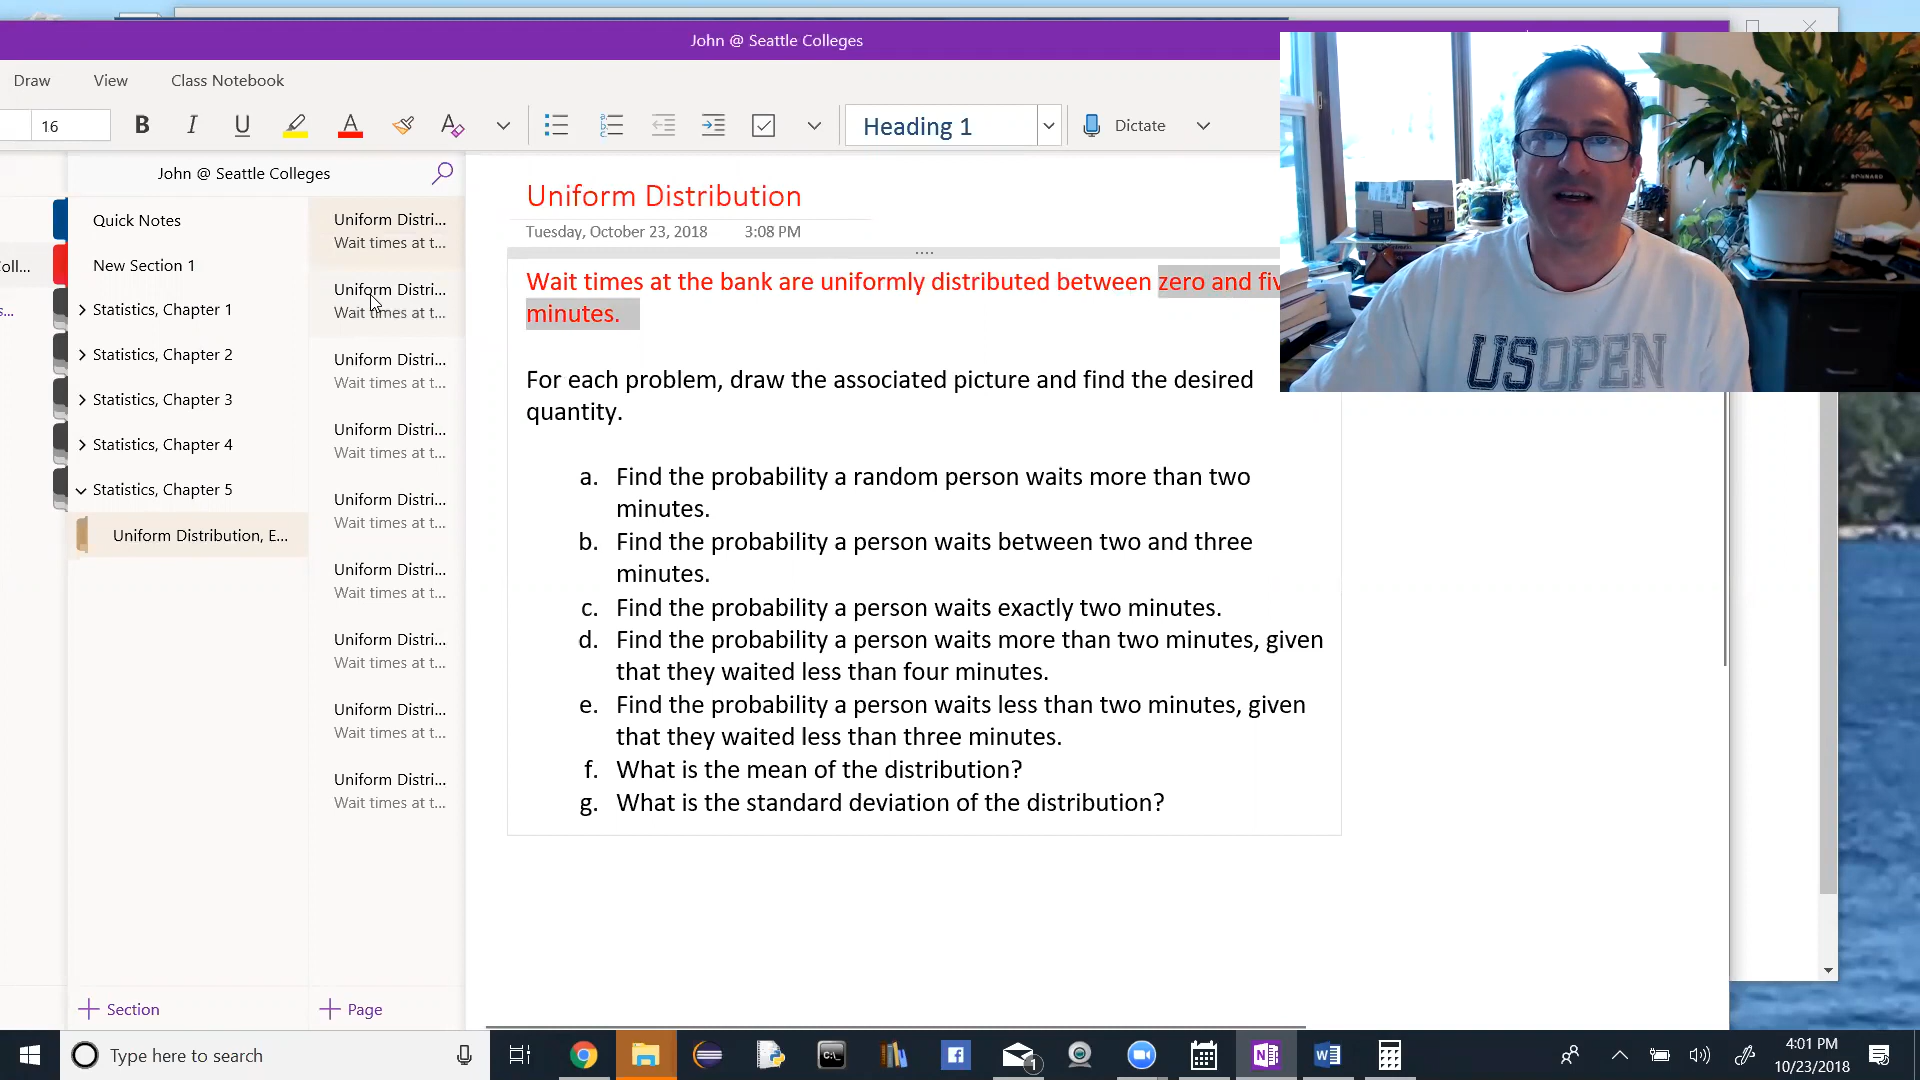 John @ Seattle Colleges
Draw View Class Notebook
16 B I U A A Heading 1 Dictate
John @ Seattle Colleges
Quick Notes
New Section 1
Statistics, Chapter 1
Statistics, Chapter 2
Statistics, Chapter 3
Statistics, Chapter 4
Statistics, Chapter 5
Uniform Distribution, E...
Section
oll...
s...
Uniform Distri...
Wait times at t...
Uniform Distri...
Wait times at t...
Uniform Distri...
Wait times at t...
Uniform Distri...
Wait times at t...
Uniform Distri...
Wait times at t...
Uniform Distri...
Wait times at t...
Uniform Distri...
Wait times at t...
Uniform Distri...
Wait times at t...
Uniform Distri...
Wait times at t...
Page
Uniform Distribution
Tuesday, October 23, 2018 3:08 PM
Wait times at the bank are uniformly distributed between zero and fiv
minutes.
For each problem, draw the associated picture and find the desired
quantity.
a. Find the probability a random person waits more than two
minutes.
b. Find the probability a person waits between two and three
minutes.
c. Find the probability a person waits exactly two minutes.
d. Find the probability a person waits more than two minutes, given
that they waited less than four minutes.
e. Find the probability a person waits less than two minutes, given
that they waited less than three minutes.
f. What is the mean of the distribution?
g. What is the standard deviation of the distribution?
US OPEN
Type here to search
1
4:01 PM
10/23/2018